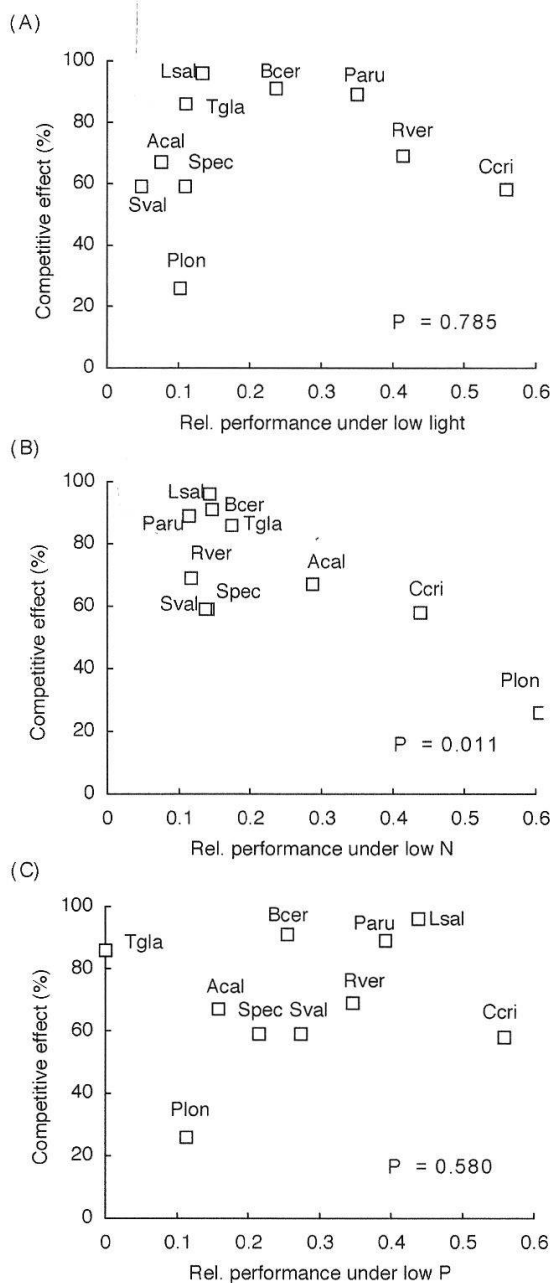 (A)
100
80
60
40
20
0
Competitive effect (%)
Lsal
Bcer
Paru
Tgla
Rver
Acal
Spec
Ccri
Sval
Plon
P = 0.785
0 0.1 0.2 0.3 0.4 0.5 0.6
Rel. performance under low light
(B)
100
80
60
40
20
0
Competitive effect (%)
Lsal
Bcer
Paru
Tgla
Rver
Acal
Sval
Spec
Ccri
Plon
P = 0.011
0 0.1 0.2 0.3 0.4 0.5 0.6
Rel. performance under low N
(C)
100
80
60
40
20
0
Competitive effect (%)
Tgla
Bcer
Paru
Lsal
Acal
Spec
Sval
Rver
Ccri
Plon
P = 0.580
0 0.1 0.2 0.3 0.4 0.5 0.6
Rel. performance under low P